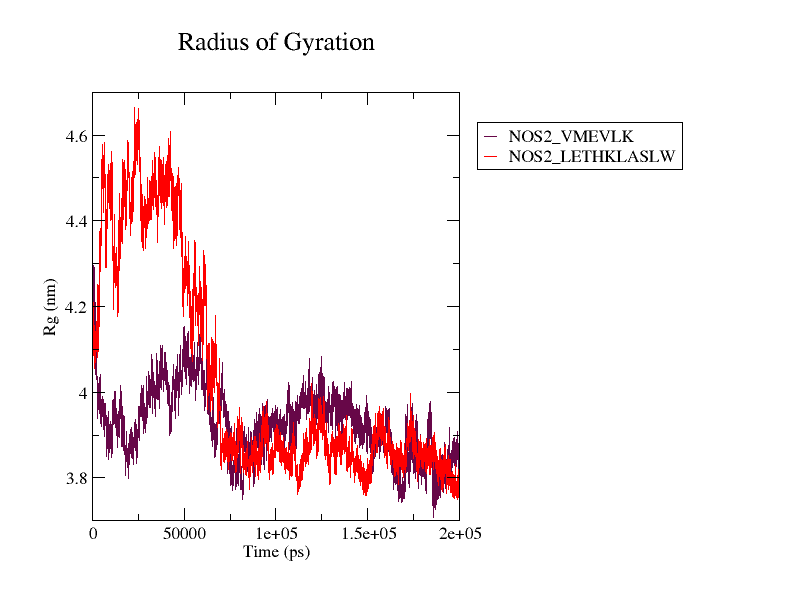 Radius of Gyration
NOS2_VMEVLK
NOS2_LETHKLASLW
Rg (nm)
4.6
4.4
4.2
4
3.8
0
50000
1e+05
1.5e+05
2e+05
Time (ps)